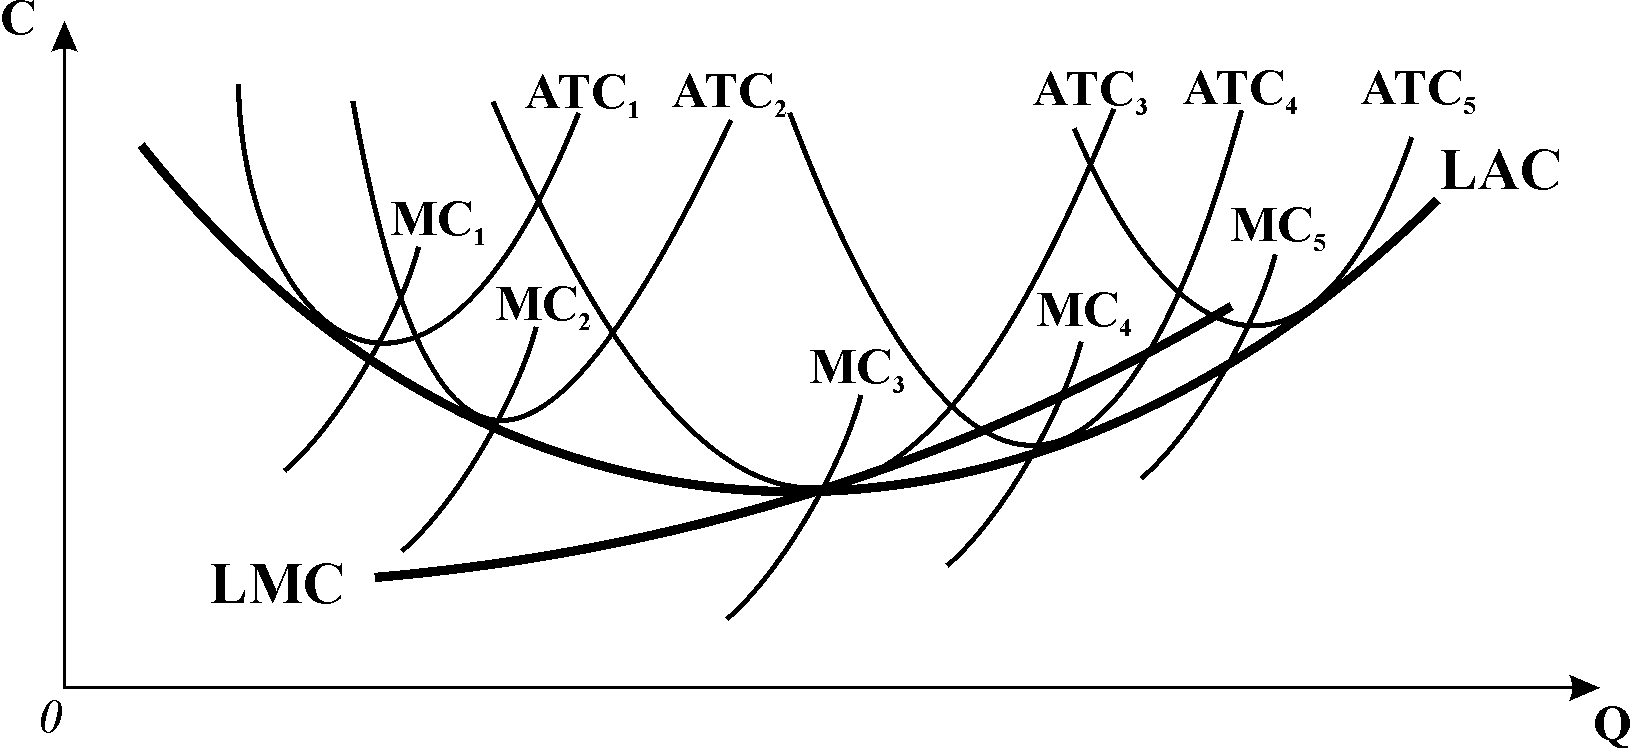 C
ATC₁
ATC₂
ATC₃
ATC₄
ATC₅
LAC
MC₁
MC₅
MC₂
MC₄
MC₃
LMC
0
Q